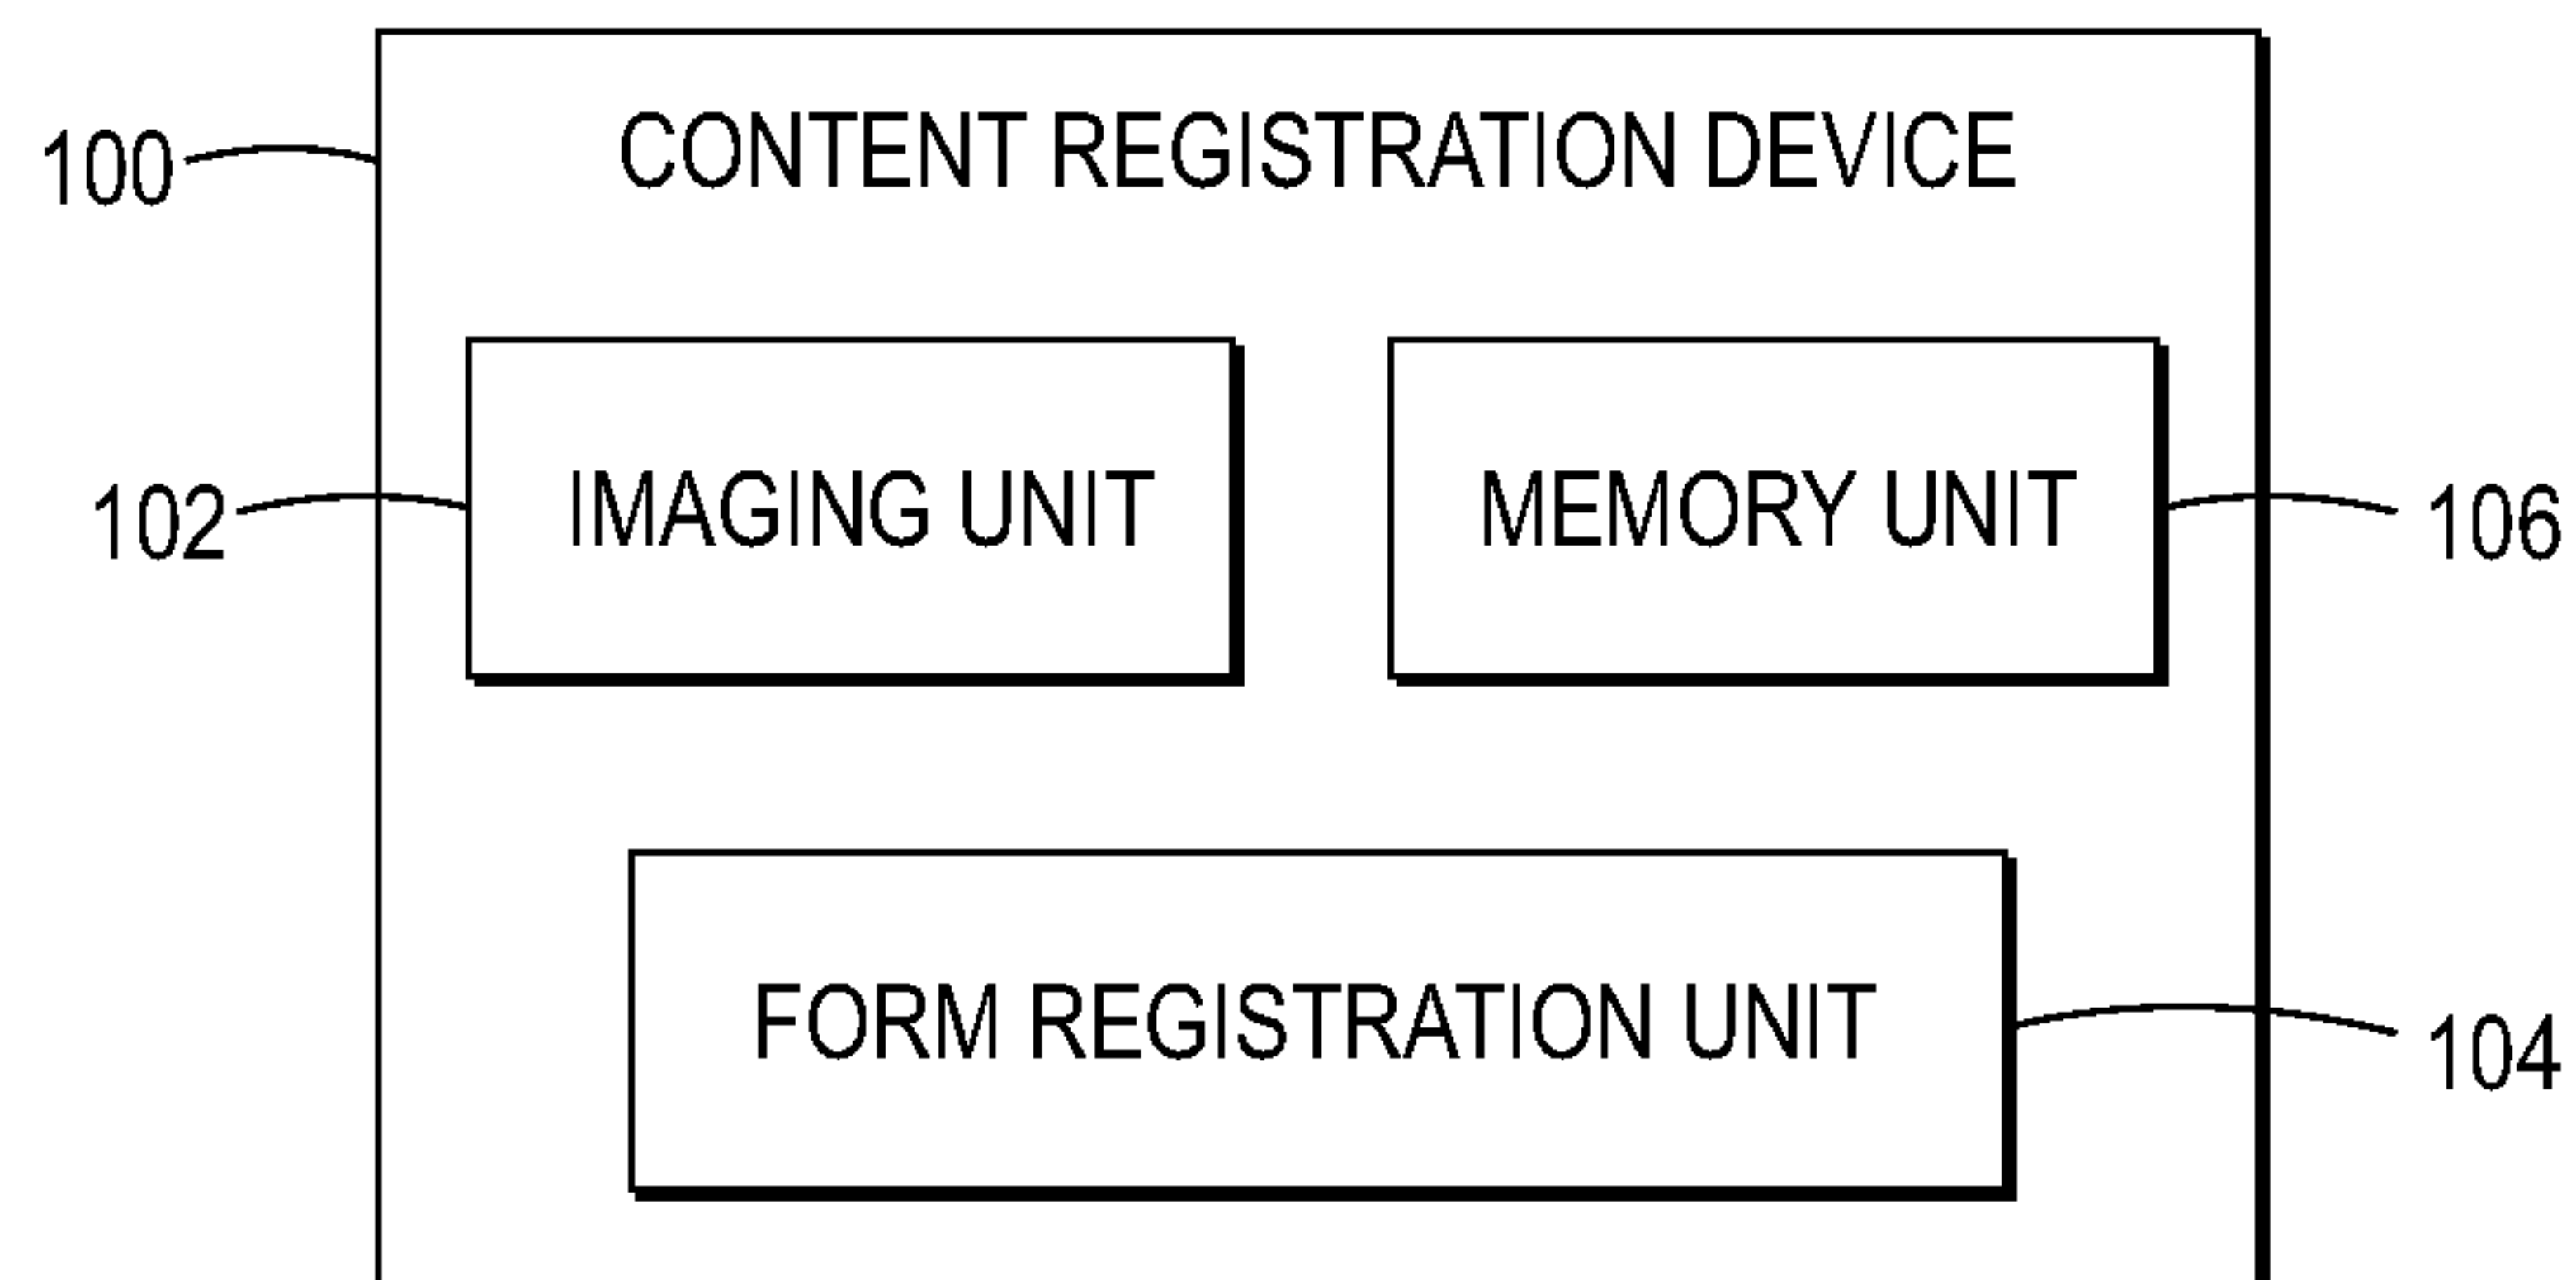 CONTENT REGISTRATION DEVICE
100
IMAGING UNIT
MEMORY UNIT
102
106
FORM REGISTRATION UNIT
104